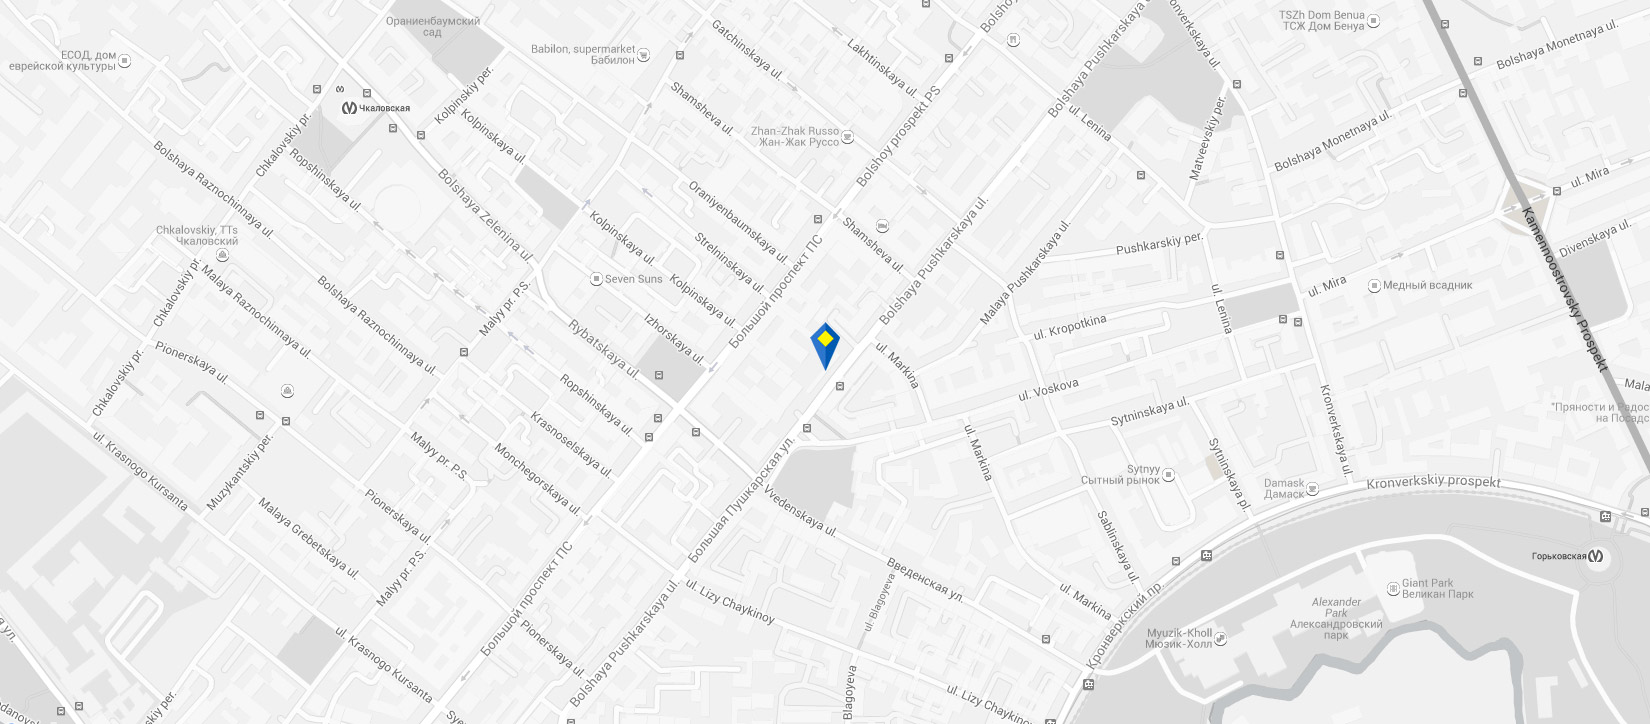 Ораниенбаумский
сад
ЕСОД, дом
еврейской культуры
Babilon, supermarket
Бабилон
Gatchinskaya ul.
Lakhtinskaya ul.
Bolshoy
Bolshaya Pushkarskaya
Kronverkskaya ul.
TSZh Dom Benua
ТСЖ Дом Бенуа
Bolshaya Monetnaya ul.
Чкаловская
Kolpinskiy per.
Kolpinskaya ul.
Shamsheva ul.
Zhan-Zhak Russo
Жан-Жак Руссо
Bolshoy prospekt PS
ul. Lenina
Matveevskiy per.
Bolshaya Monetnaya ul.
ul. Mira
Kamennoostrovsky Prospekt
Divenskaya ul.
Bolshaya Raznochinnaya ul.
Ropshinskaya ul.
Chkalovskiy pr.
Bolshaya Zelenina ul.
Oraniyenbaumskaya ul.
Kolpinskaya ul.
Strelninskaya ul.
Shamsheva ul.
Bolshaya Pushkarskaya ul.
Malaya Pushkarskaya ul.
Pushkarskiy per.
Chkalovskiy, TTs
Чкаловский
Chkalovskiy pr.
Malaya Raznochinnaya ul.
Bolshaya Raznochinnaya ul.
Malyy pr. P.S.
Seven Suns
Kolpinskaya ul.
Большой проспект ПС
ul. Lenina
ul. Mira
Медный всадник
Izhorskaya ul.
Rybatskaya ul.
ul. Kropotkina
ul. Markina
Pionerskaya ul.
Chkalovskiy pr.
Ropshinskaya ul.
ul. Voskova
Sytninskaya ul.
Kronverkskaya ul.
"Пряности и Радос
на Посадс
Mala
ul. Krasnogo Kursanta
Muzykantskiy per.
Malyy pr. P.S.
Krasnoselskaya ul.
Monchegorskaya ul.
Большая Пушкарская ул.
ul. Markina
Sytnyy
Сытный рынок
Sytninskaya pl.
Damask
Дамаск
Kronverkskiy prospekt
Malaya Grebetskaya ul.
Pionerskaya ul.
Malyy pr. P.S.
Vvedenskaya ul.
Sablinskaya ul.
Горьковская
Большой проспект ПС
Введенская ул.
ul. Markina
Giant Park
Великан Парк
Alexander
Park
Александровский
парк
Myuzik-Kholl
Мюзик-Холл
Кронверкский пр.
ul. Lizy Chaykinoy
ul. Blagoyeva
ul. Krasnogo Kursanta
Pionerskaya ul.
Bolshaya Pushkarskaya ul.
Blagoyeva
ul. Lizy Chaykinoy
danovsk
per.
Sye